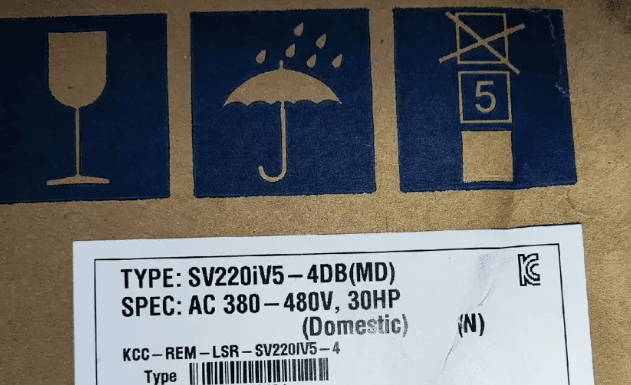 5
TYPE: SV220iV5-4DB(MD)
SPEC: AC 380-480V, 30HP
(Domestic) (N)
KCC-REM-LSR-SV220IV5-4
Type